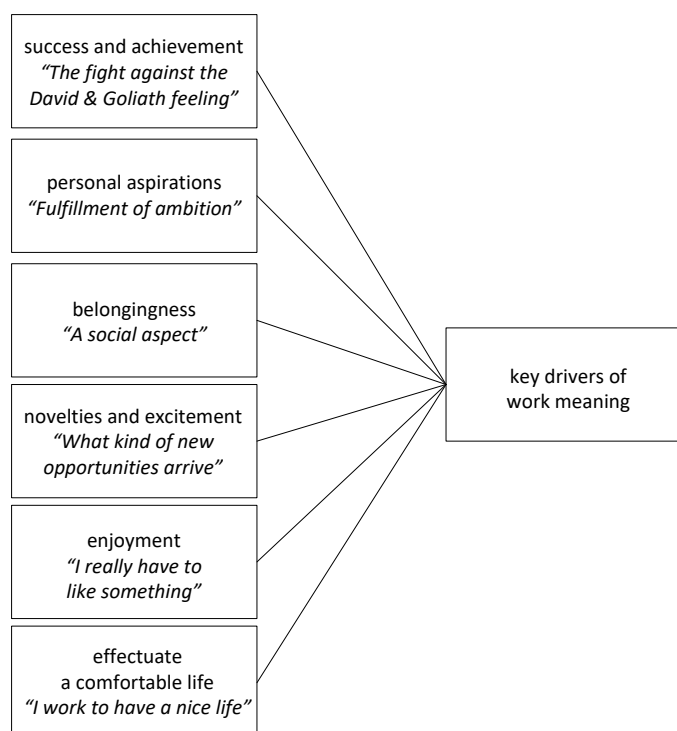 success and achievement
“The fight against the
David & Goliath feeling”
personal aspirations
“Fulfillment of ambition”
belongingness
“A social aspect”
novelties and excitement
“What kind of new
opportunities arrive”
enjoyment
“I really have to
like something”
effectuate
a comfortable life
“I work to have a nice life”
key drivers of
work meaning